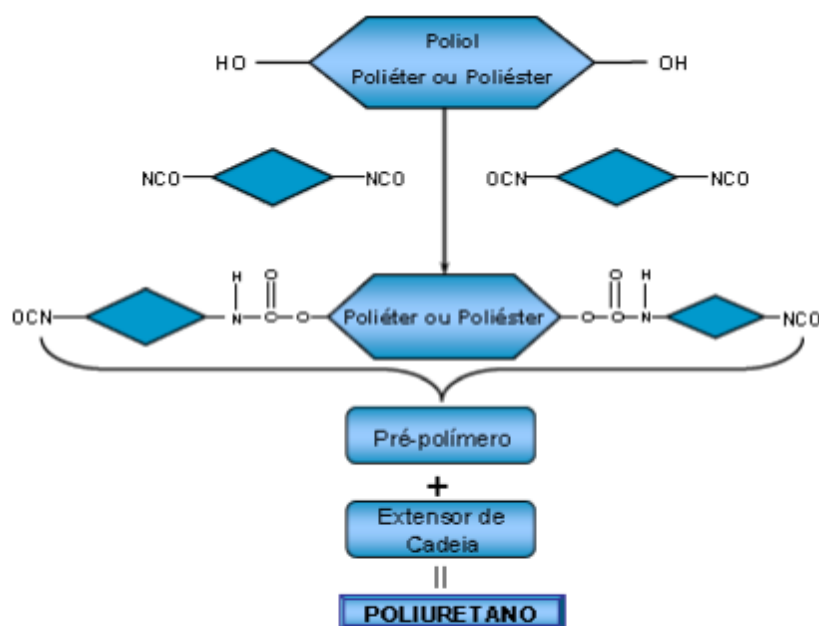 Poliol
HO
OH
Poliéter ou Poliéster
NCO
NCO
OCN
NCO
H
O
O
H
OCN
N
C
O
Poliéter ou Poliéster
O
C
N
NCO
Pré-polímero
+
Extensor de
Cadeia
||
POLIURETANO